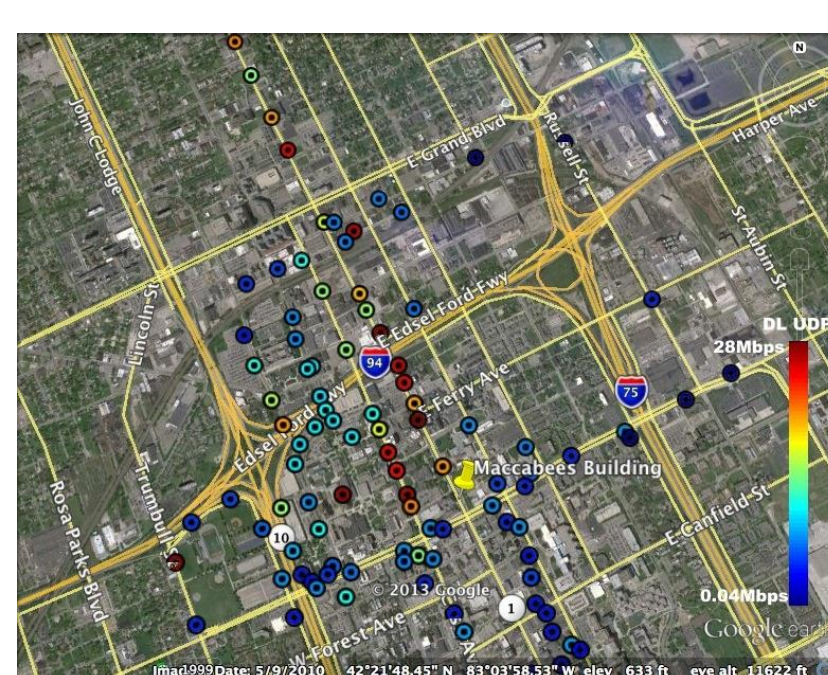 N
John C Lodge
E Grand Blvd
Russell St
Harper Ave
St Aubin St
Lincoln St
E Edsel Ford Fwy
DL UDP
28Mbps
94
75
E Ferry Ave
Edsel Ford Fwy
Maccabees Building
Trumbull St
Rosa Parks Blvd
10
E Canfield St
© 2013 Google
0.04Mbps
1
Google earth
W Forest Ave
1999
Date: 5/9/2010 42°21'48.45" N 83°03'58.53" W elev 633 ft eye alt 11622 ft